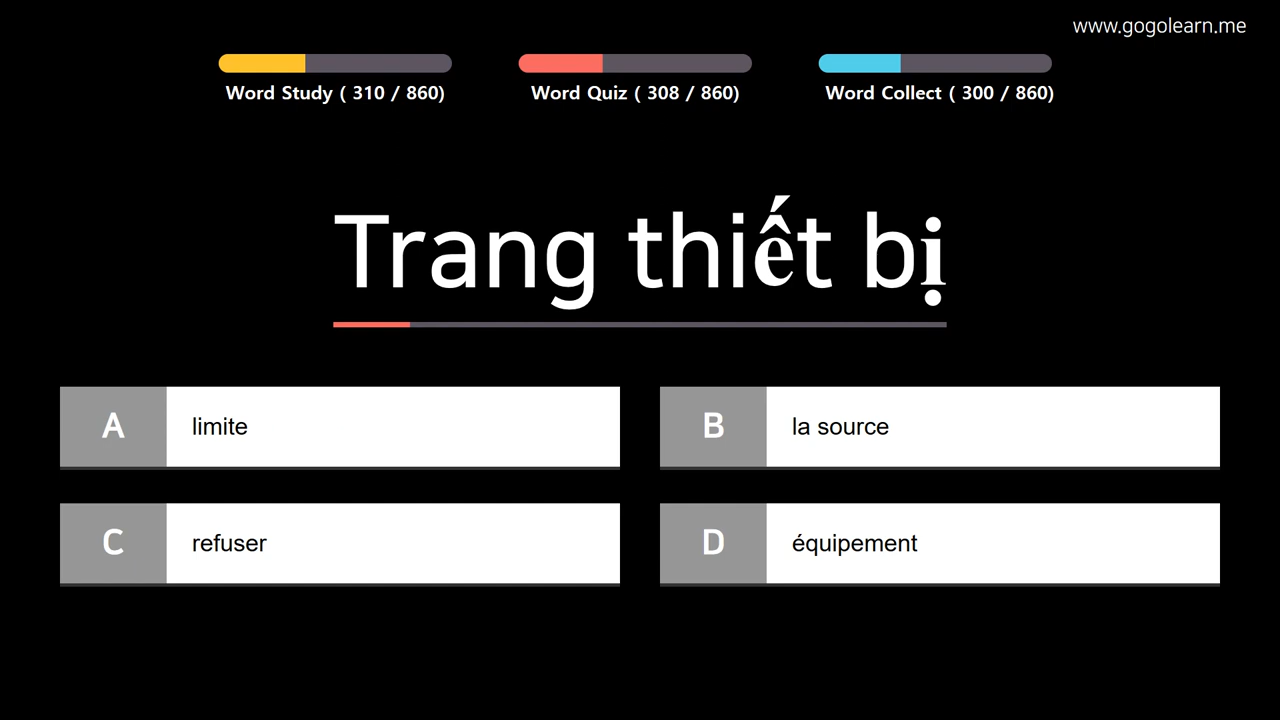 www.gogolearn.me
Word Study ( 310 / 860)
Word Quiz ( 308 / 860)
Word Collect ( 300 / 860)
Trang thiết bị
A limite
B la source
C refuser
D équipement